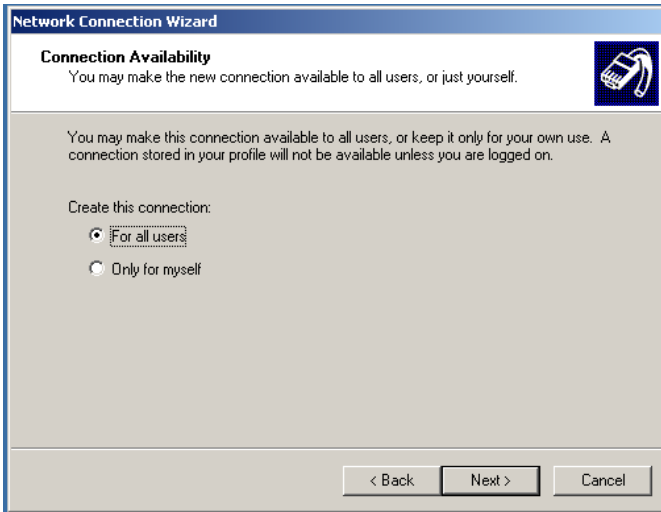 Network Connection Wizard
Connection Availability
You may make the new connection available to all users, or just yourself.
You may make this connection available to all users, or keep it only for your own use. A
connection stored in your profile will not be available unless you are logged on.
Create this connection:
For all users
Only for myself
< Back Next > Cancel